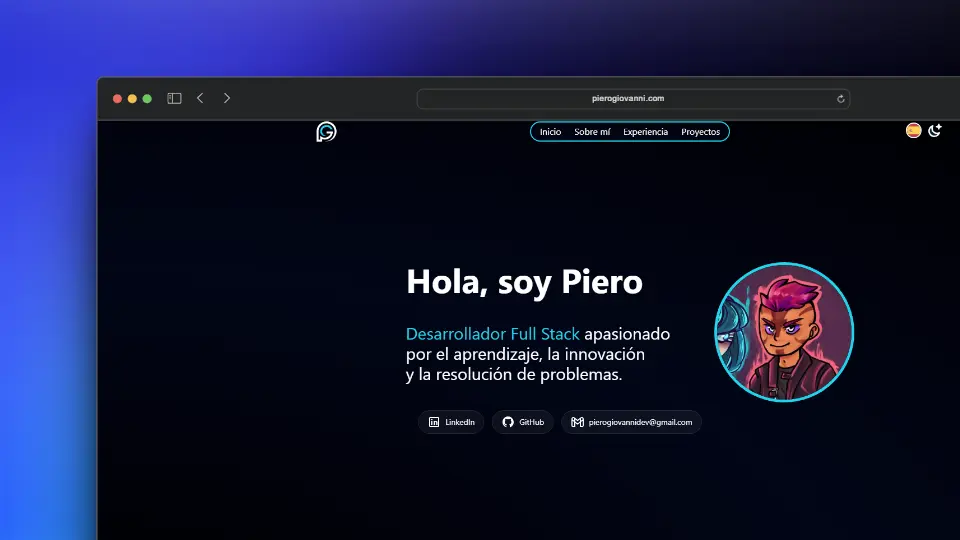 pierogiovanni.com
Inicio Sobre mí Experiencia Proyectos
Hola, soy Piero
Desarrollador Full Stack apasionado
por el aprendizaje, la innovación
y la resolución de problemas.
LinkedIn GitHub pierogiovannidev@gmail.com